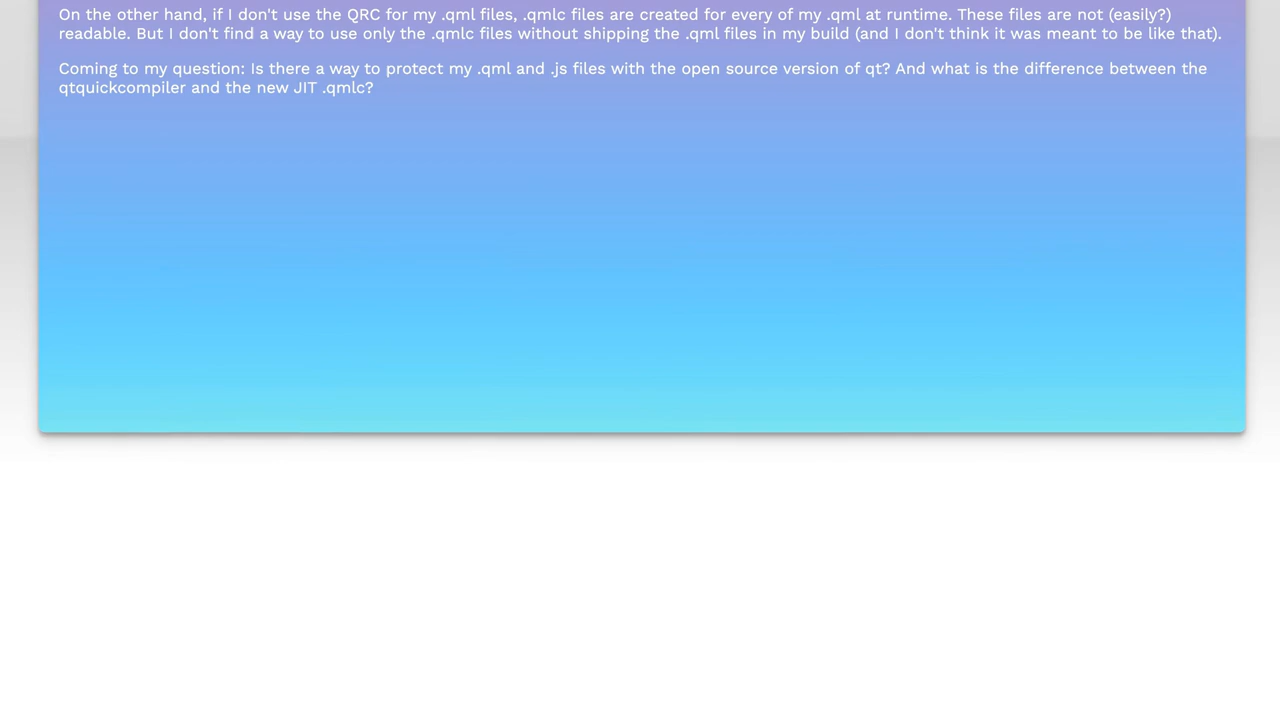 On the other hand, if I don't use the QRC for my .qml files, .qmlc files are created for every of my .qml at runtime. These files are not (easily?)
readable. But I don't find a way to use only the .qmlc files without shipping the .qml files in my build (and I don't think it was meant to be like that).
Coming to my question: Is there a way to protect my .qml and .js files with the open source version of qt? And what is the difference between the
qtquickcompiler and the new JIT .qmlc?